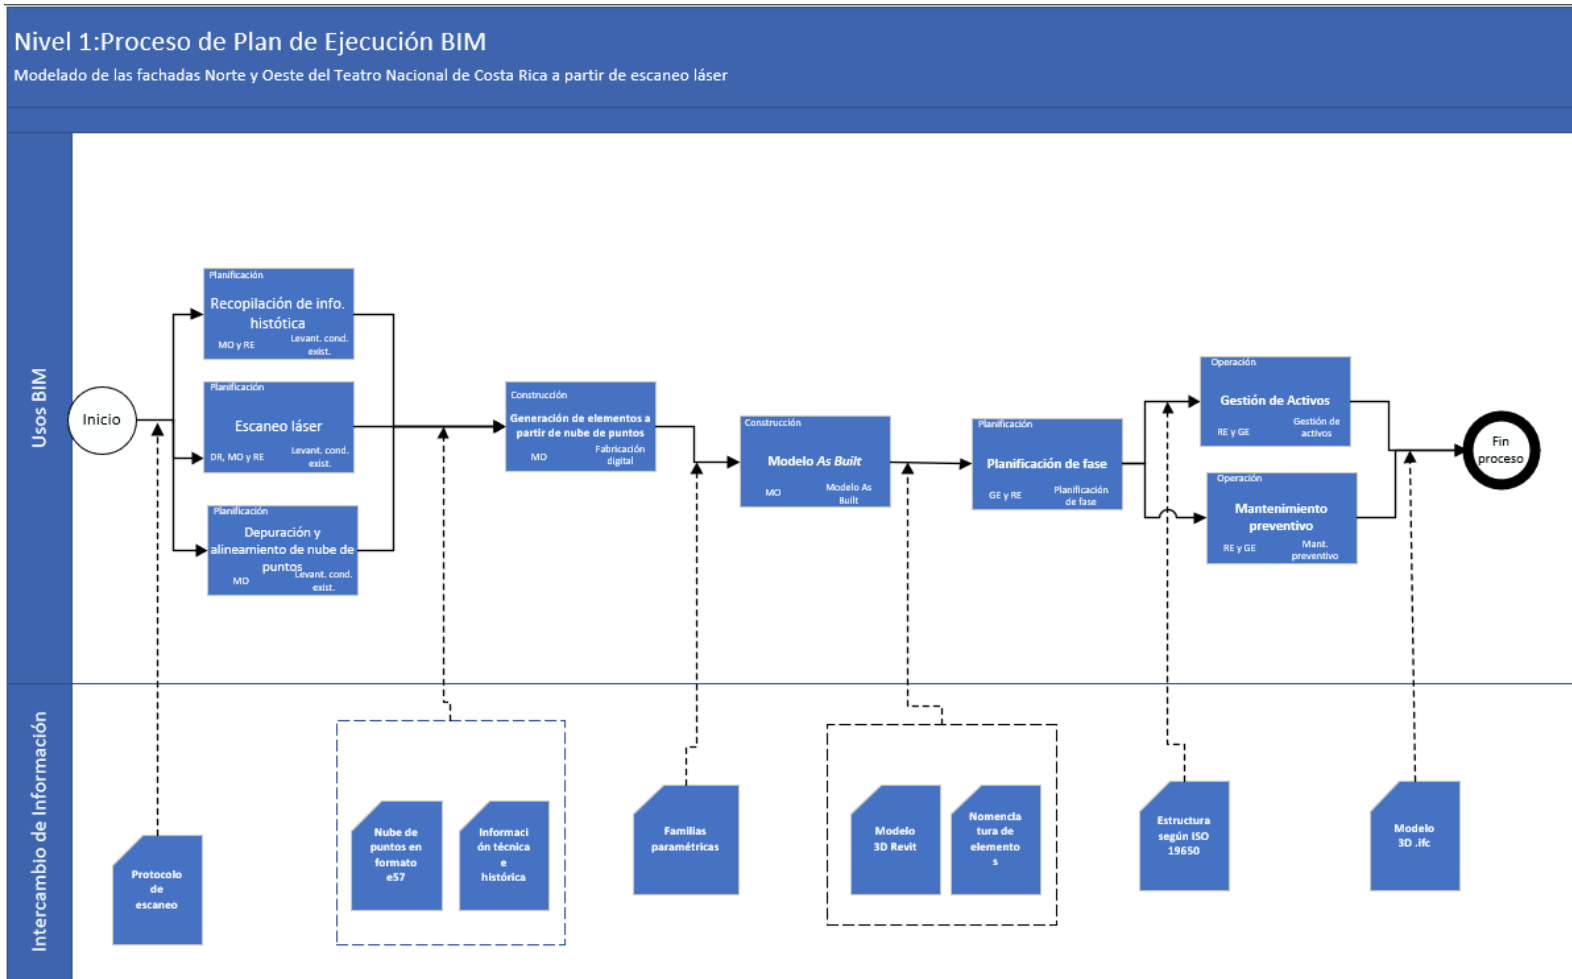 Nivel 1:Proceso de Plan de Ejecución BIM
Modelado de las fachadas Norte y Oeste del Teatro Nacional de Costa Rica a partir de escaneo láser
Usos BIM
Inicio
Planificación
Recopilación de info.
histótica
MO y RE
Levant. cond.
exist.
Planificación
Escaneo láser
DR, MO y RE
Levant. cond.
exist.
Planificación
Depuración y
alineamiento de nube de
puntos
MO
Levant. cond.
exist.
Construcción
Generación de elementos a
partir de nube de puntos
MO
Fabricación
digital
Construcción
Modelo As Built
MO
Modelo As
Built
Planificación
Planificación de fase
GE y RE
Planificación
de fase
Operación
Gestión de Activos
RE y GE
Gestión de
activos
Operación
Mantenimiento
preventivo
RE y GE
Mant.
preventivo
Fin
proceso
Intercambio de Información
Protocolo
de
escaneo
Nube de
puntos en
formato
e57
Informaci
ón técnica
e
histórica
Familias
paramétricas
Modelo
3D Revit
Nomencla
tura de
elemento
s
Estructura
según ISO
19650
Modelo
3D .ifc